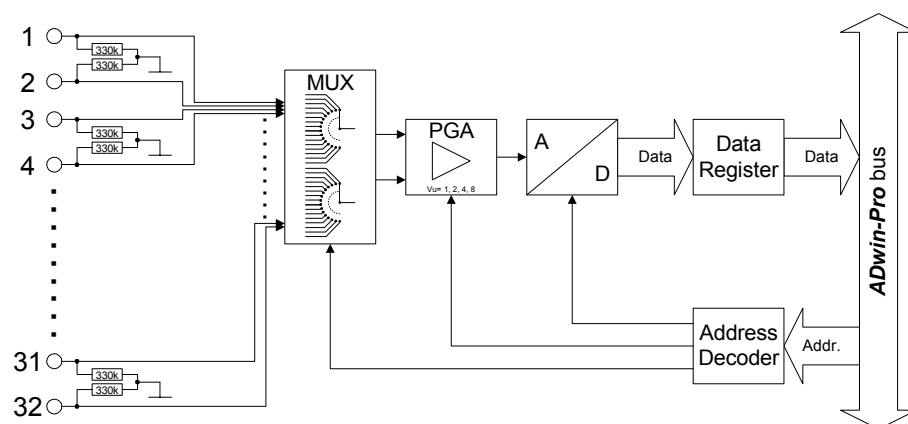 1
330k
330k
2
3
330k
330k
4
31
330k
330k
32
MUX
PGA
Vu= 1, 2, 4, 8
A
D
Data
Data
Register
Data
Address
Decoder
Addr.
ADwin-Pro bus